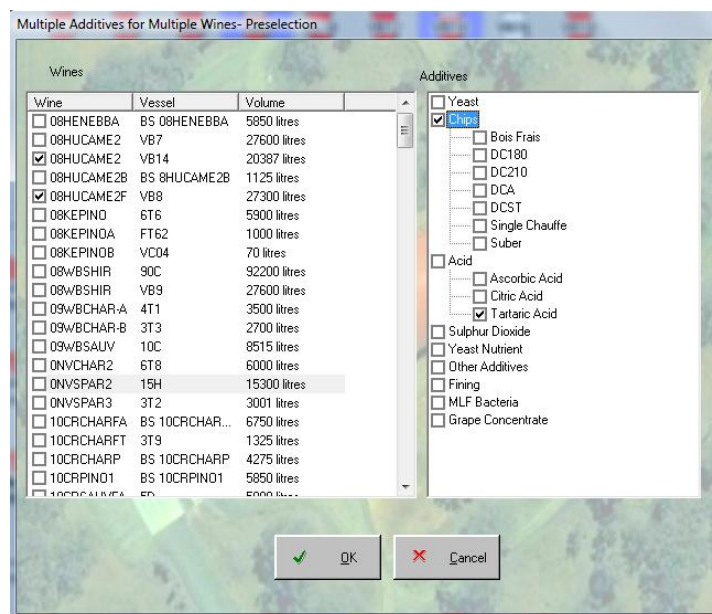 Multiple Additives for Multiple Wines- Preselection
Wines
Wine Vessel Volume
08HENEBBA BS 08HENEBBA 5850 litres
08HUCAME2 VB7 27600 litres
08HUCAME2 VB14 20387 litres
08HUCAME2B BS 8HUCAME2B 1125 litres
08HUCAME2F VB8 27300 litres
08KEPINO 6T6 5900 litres
08KEPINOA FT62 1000 litres
08KEPINOB VC04 70 litres
08WBSHIR 90C 92200 litres
08WBSHIR VB9 27600 litres
09WBCHAR-A 4T1 3500 litres
09WBCHAR-B 3T3 2700 litres
09WBSAUV 10C 8515 litres
0NVCHAR2 6T8 6000 litres
0NVSPAR2 15H 15300 litres
0NVSPAR3 3T2 3001 litres
10CRCHARFA BS 10CRCHAR... 6750 litres
10CRCHARFT 3T9 1325 litres
10CRCHARP BS 10CRCHARP 4275 litres
10CRPINO1 BS 10CRPINO1 5850 litres
Additives
Yeast
Chips
Bois Frais
DC180
DC210
DCA
DCST
Single Chauffe
Suber
Acid
Ascorbic Acid
Citric Acid
Tartaric Acid
Sulphur Dioxide
Yeast Nutrient
Other Additives
Fining
MLF Bacteria
Grape Concentrate
OK
Cancel